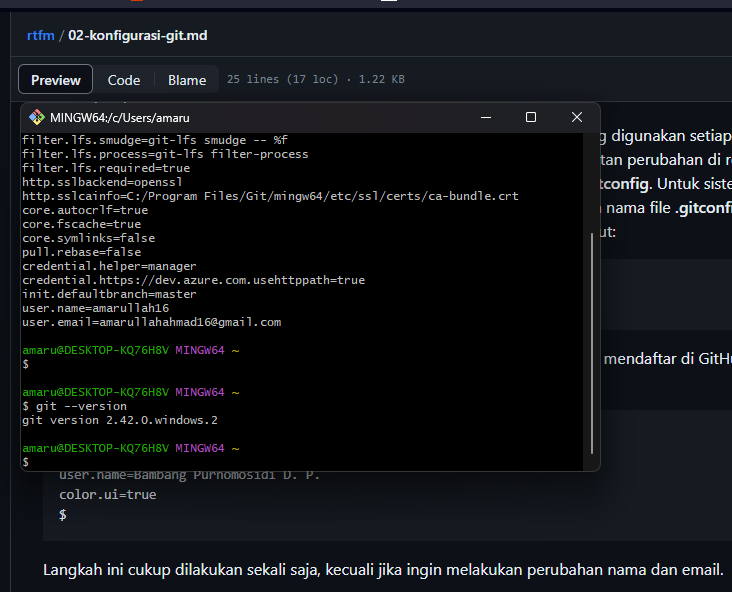 rtfm / 02-konfigurasi-git.md
Preview Code Blame 25 lines (17 loc) · 1.22 KB
MINGW64:/c/Users/amaru
filter.lfs.smudge=git-lfs smudge -- %f
filter.lfs.process=git-lfs filter-process
filter.lfs.required=true
http.sslbackend=openssl
http.sslcainfo=C:/Program Files/Git/mingw64/etc/ssl/certs/ca-bundle.crt
core.autocrlf=true
core.fscache=true
core.symlinks=false
pull.rebase=false
credential.helper=manager
credential.https://dev.azure.com.usehttppath=true
init.defaultbranch=master
user.name=amarullah16
user.email=amarullahahmad16@gmail.com
amaru@DESKTOP-KQ76H8V MINGW64 ~
$
amaru@DESKTOP-KQ76H8V MINGW64 ~
$ git --version
git version 2.42.0.windows.2
amaru@DESKTOP-KQ76H8V MINGW64 ~
$
g digunakan setiap
tan perubahan di r
tconfig. Untuk siste
nama file .gitconfi
ut:
mendaftar di GitHu
user.name=Bambang Purnomosidi D. P.
color.ui=true
$
Langkah ini cukup dilakukan sekali saja, kecuali jika ingin melakukan perubahan nama dan email.